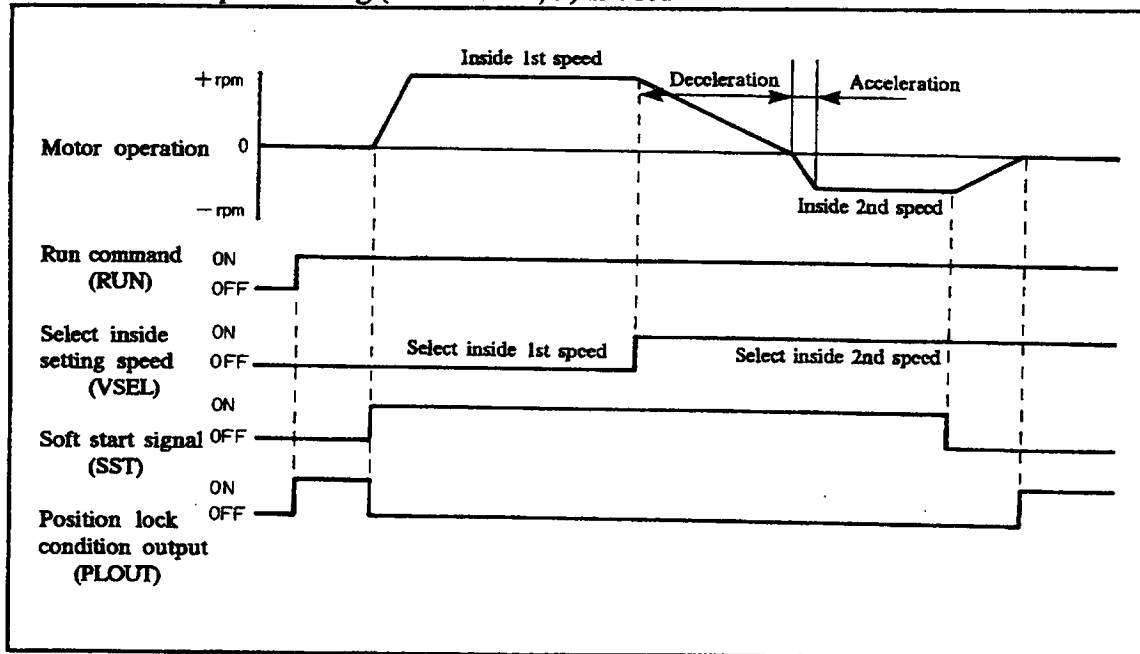 Inside 1st speed
+rpm
Deceleration
Acceleration
Motor operation
0
-rpm
Inside 2nd speed
Run command
(RUN)
ON
OFF
Select inside
setting speed
(VSEL)
ON
OFF
Select inside 1st speed
Select inside 2nd speed
Soft start signal
(SST)
ON
OFF
Position lock
condition output
(PLOUT)
ON
OFF